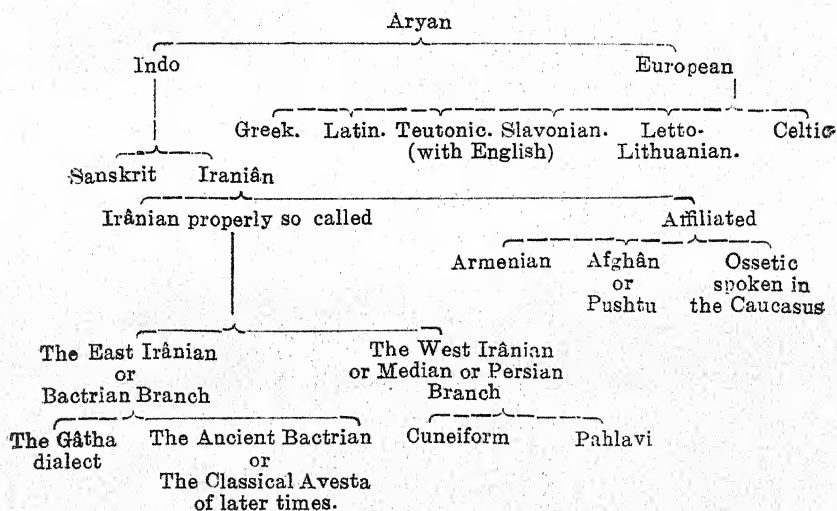 Aryan
Indo European
Greek. Latin. Teutonic. Slavonian. Letto- Celtic
(with English) Lithuanian.
Sanskrit Iraniân
Irânian properly so called Affiliated
Armenian Afghân Ossetic
or spoken in
Pushtu the Caucasus
The East Irânian The West Irânian
or or Median or Persian
Bactrian Branch Branch
The Gâtha The Ancient Bactrian Cuneiform Pahlavi
dialect or
The Classical Avesta
of later times.